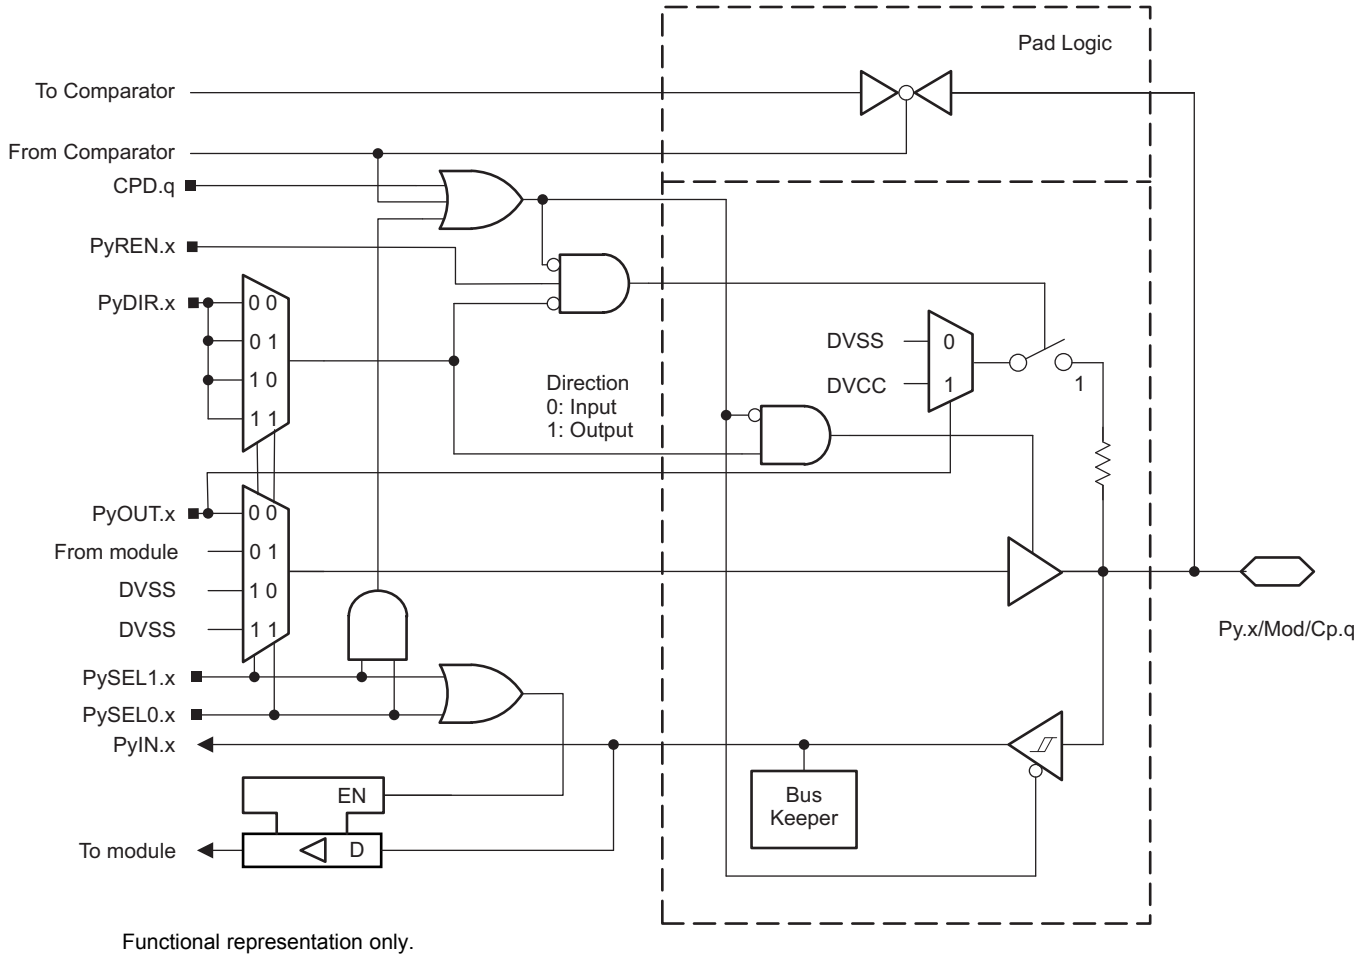 Pad Logic
To Comparator
From Comparator
CPD.q
PyREN.x
PyDIR.x
0 0
0 1
1 0
1 1
Direction
0: Input
1: Output
DVSS
0
DVCC
1
1
PyOUT.x
0 0
From module
0 1
DVSS
1 0
DVSS
1 1
Py.x/Mod/Cp.q
PySEL1.x
PySEL0.x
PyIN.x
Bus
Keeper
EN
To module
D
Functional representation only.